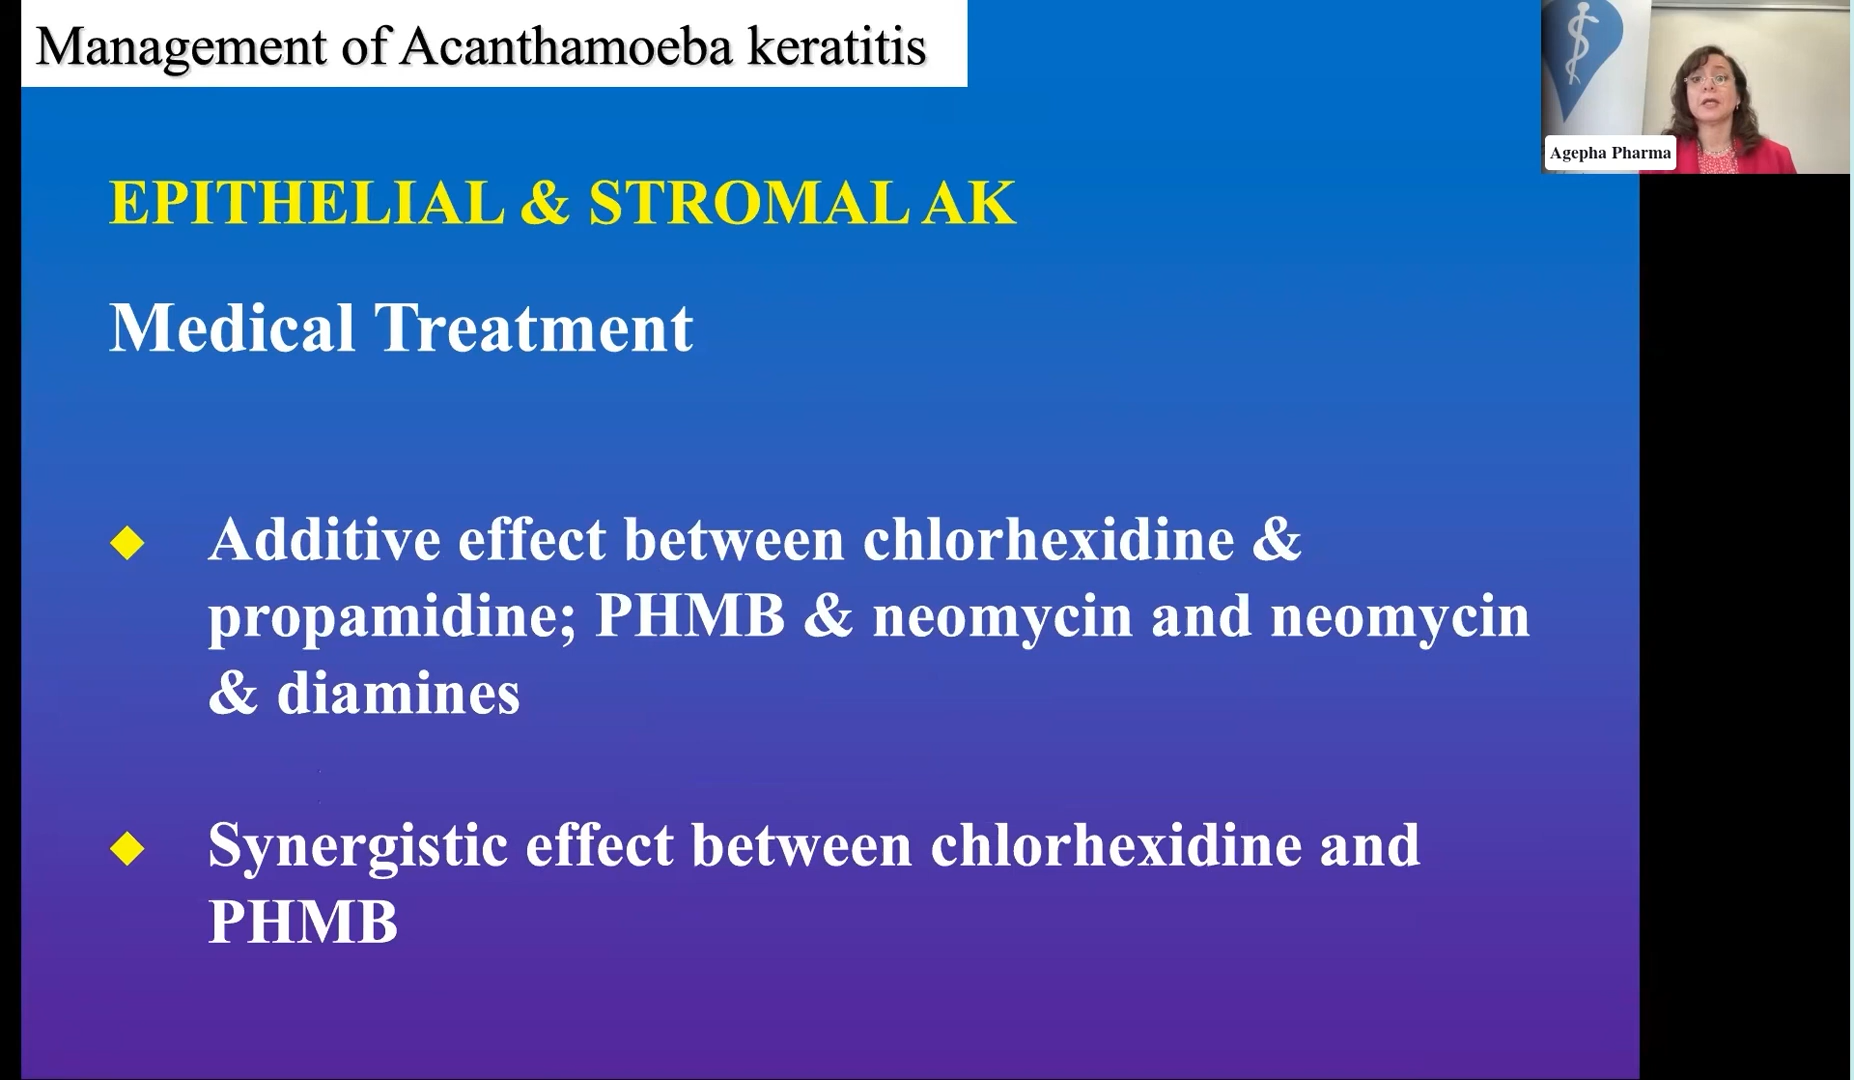 Management of Acanthamoeba keratitis
Agepha Pharma
EPITHELIAL & STROMAL AK
Medical Treatment
Additive effect between chlorhexidine &
propamidine; PHMB & neomycin and neomycin
& diamines
Synergistic effect between chlorhexidine and
PHMB